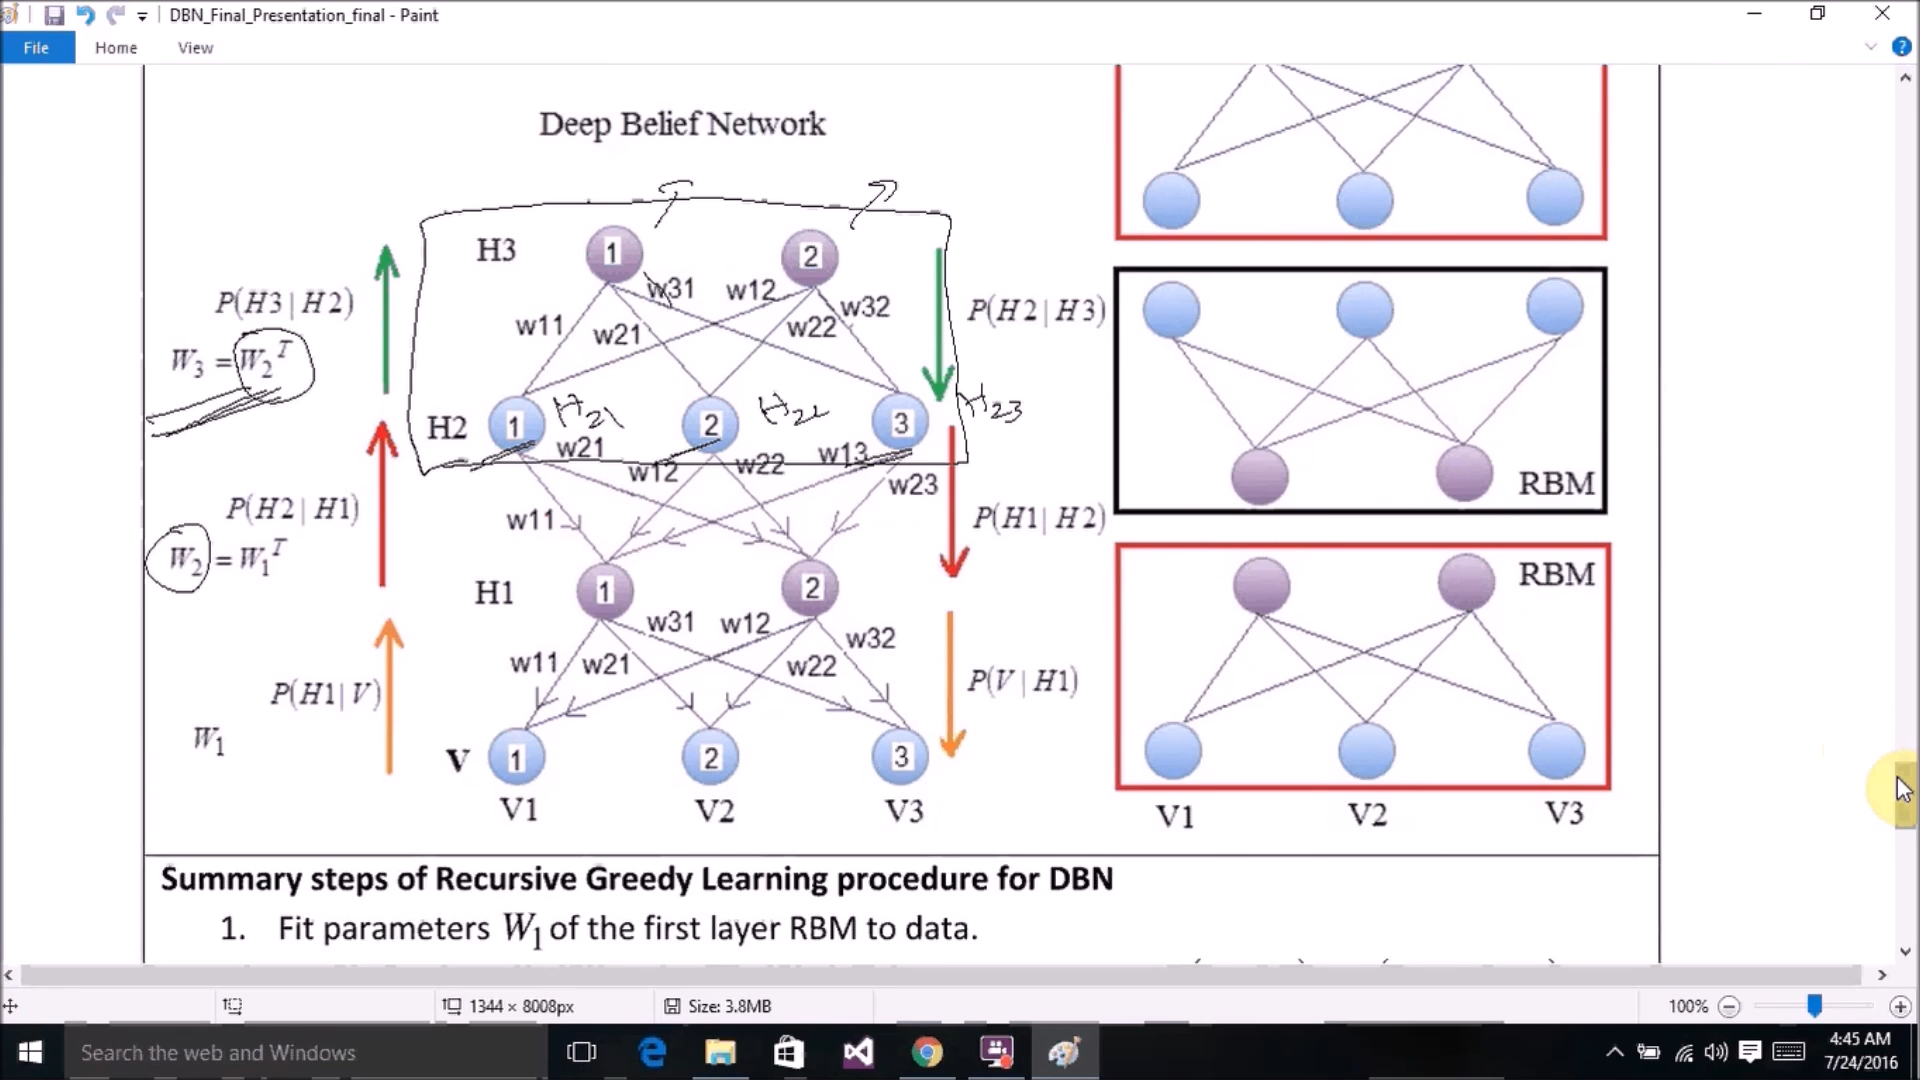 DBN_Final_Presentation_final - Paint
File Home View
Deep Belief Network
H3 1 2
w31 w12
w32
P(H3 | H2) P(H2 | H3)
w11 w21 w22
W₃ = W₂ᵀ
H₂₁ H₂₂ H₂₃
H2 1 2 3
w21 w12 w22 w13
w23
RBM
P(H2 | H1) w11 P(H1 | H2)
W₂ = W₁ᵀ
RBM
H1 1 2
w31 w12 w32
w11 w21 w22
P(H1 | V) P(V | H1)
W₁
V 1 2 3
V1 V2 V3
V1 V2 V3
Summary steps of Recursive Greedy Learning procedure for DBN
1. Fit parameters W₁ of the first layer RBM to data.
1344 × 8008px Size: 3.8MB 100%
Search the web and Windows
4:45 AM
7/24/2016